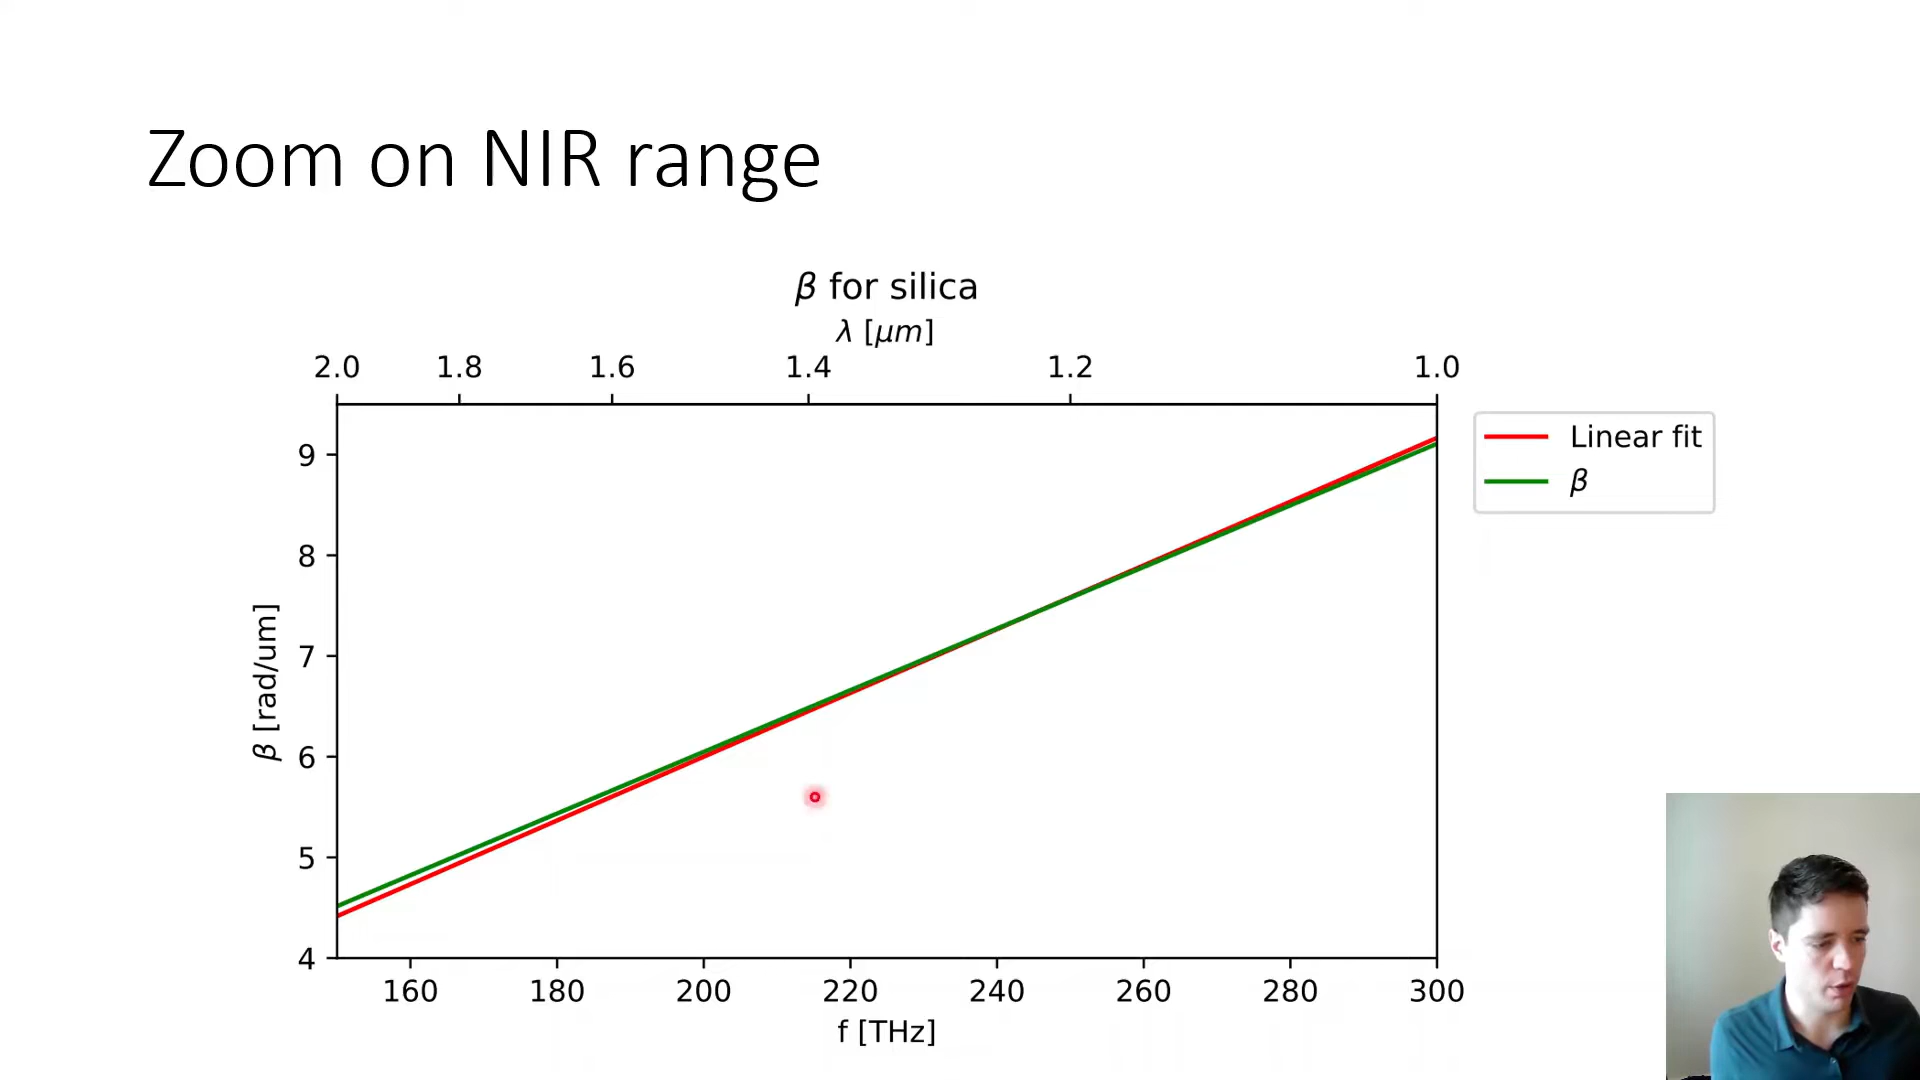 Zoom on NIR range
β for silica
λ [μm]
2.0 1.8 1.6 1.4 1.2 1.0
Linear fit
β
9
8
7
6
5
4
β [rad/um]
160 180 200 220 240 260 280 300
f [THz]